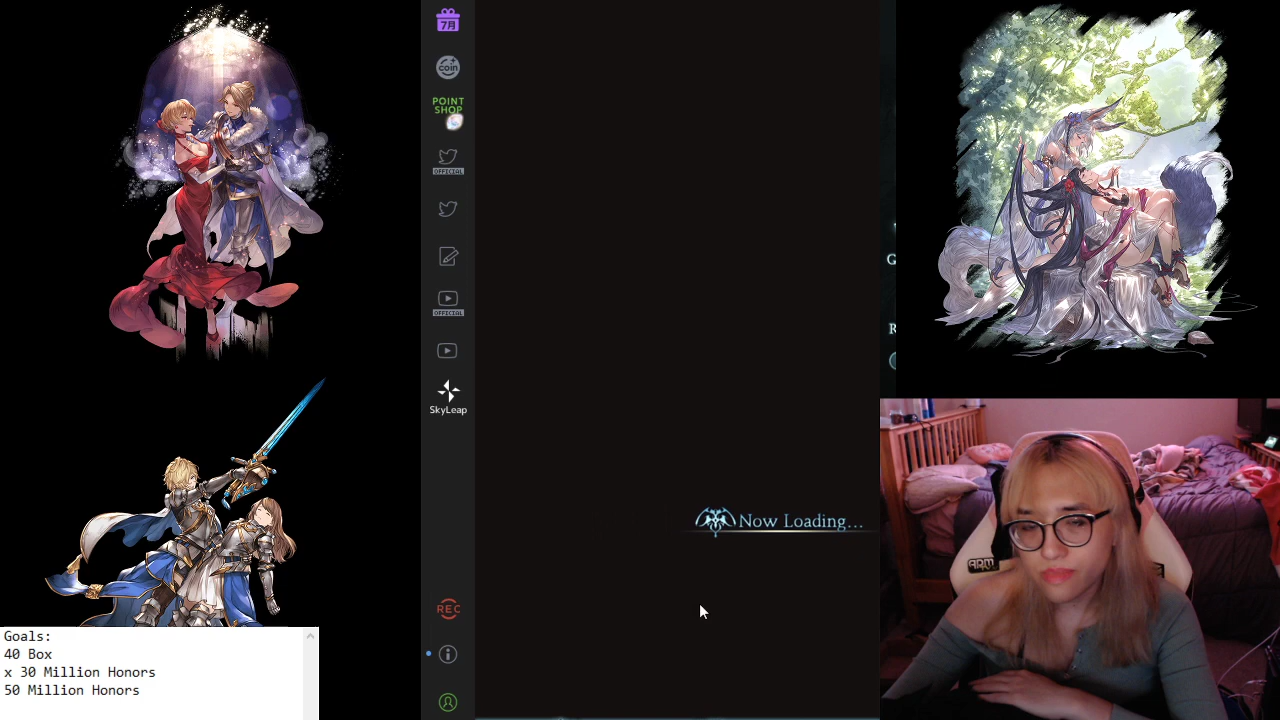 7月
coin
POINT
SHOP
OFFICIAL
OFFICIAL
SkyLeap
REC
G
R
Now Loading...
Goals:
40 Box
x 30 Million Honors
50 Million Honors